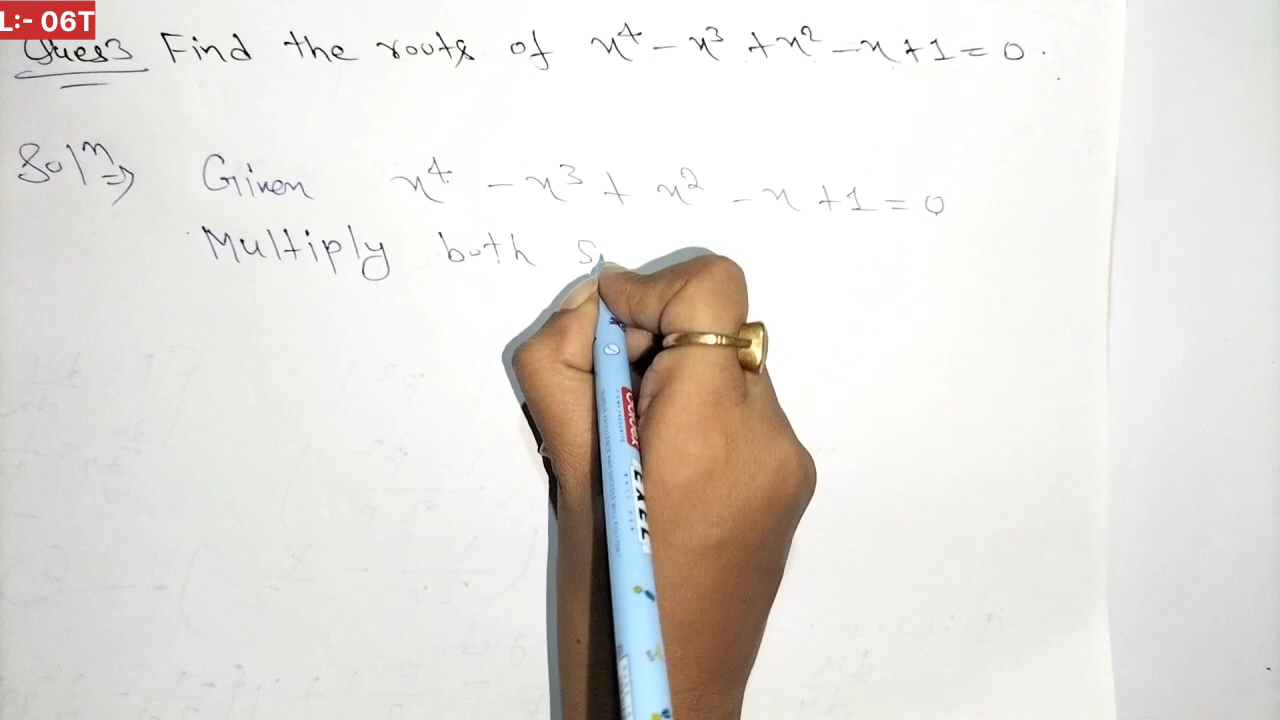 L:- 06T
Ques3 Find the roots of x⁴ - x³ + x² - x + 1 = 0.
Solⁿ⇒ Given x⁴ - x³ + x² - x + 1 = 0
Multiply both s
EXEL